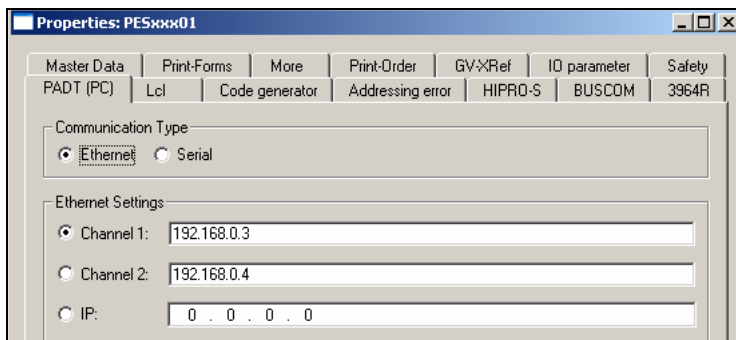 Properties: PESxxx01
Master Data Print-Forms More Print-Order GV-XRef IO parameter Safety
PADT (PC) Lcl Code generator Addressing error HIPRO-S BUSCOM 3964R
Communication Type
Ethernet Serial
Ethernet Settings
Channel 1: 192.168.0.3
Channel 2: 192.168.0.4
IP: 0 . 0 . 0 . 0